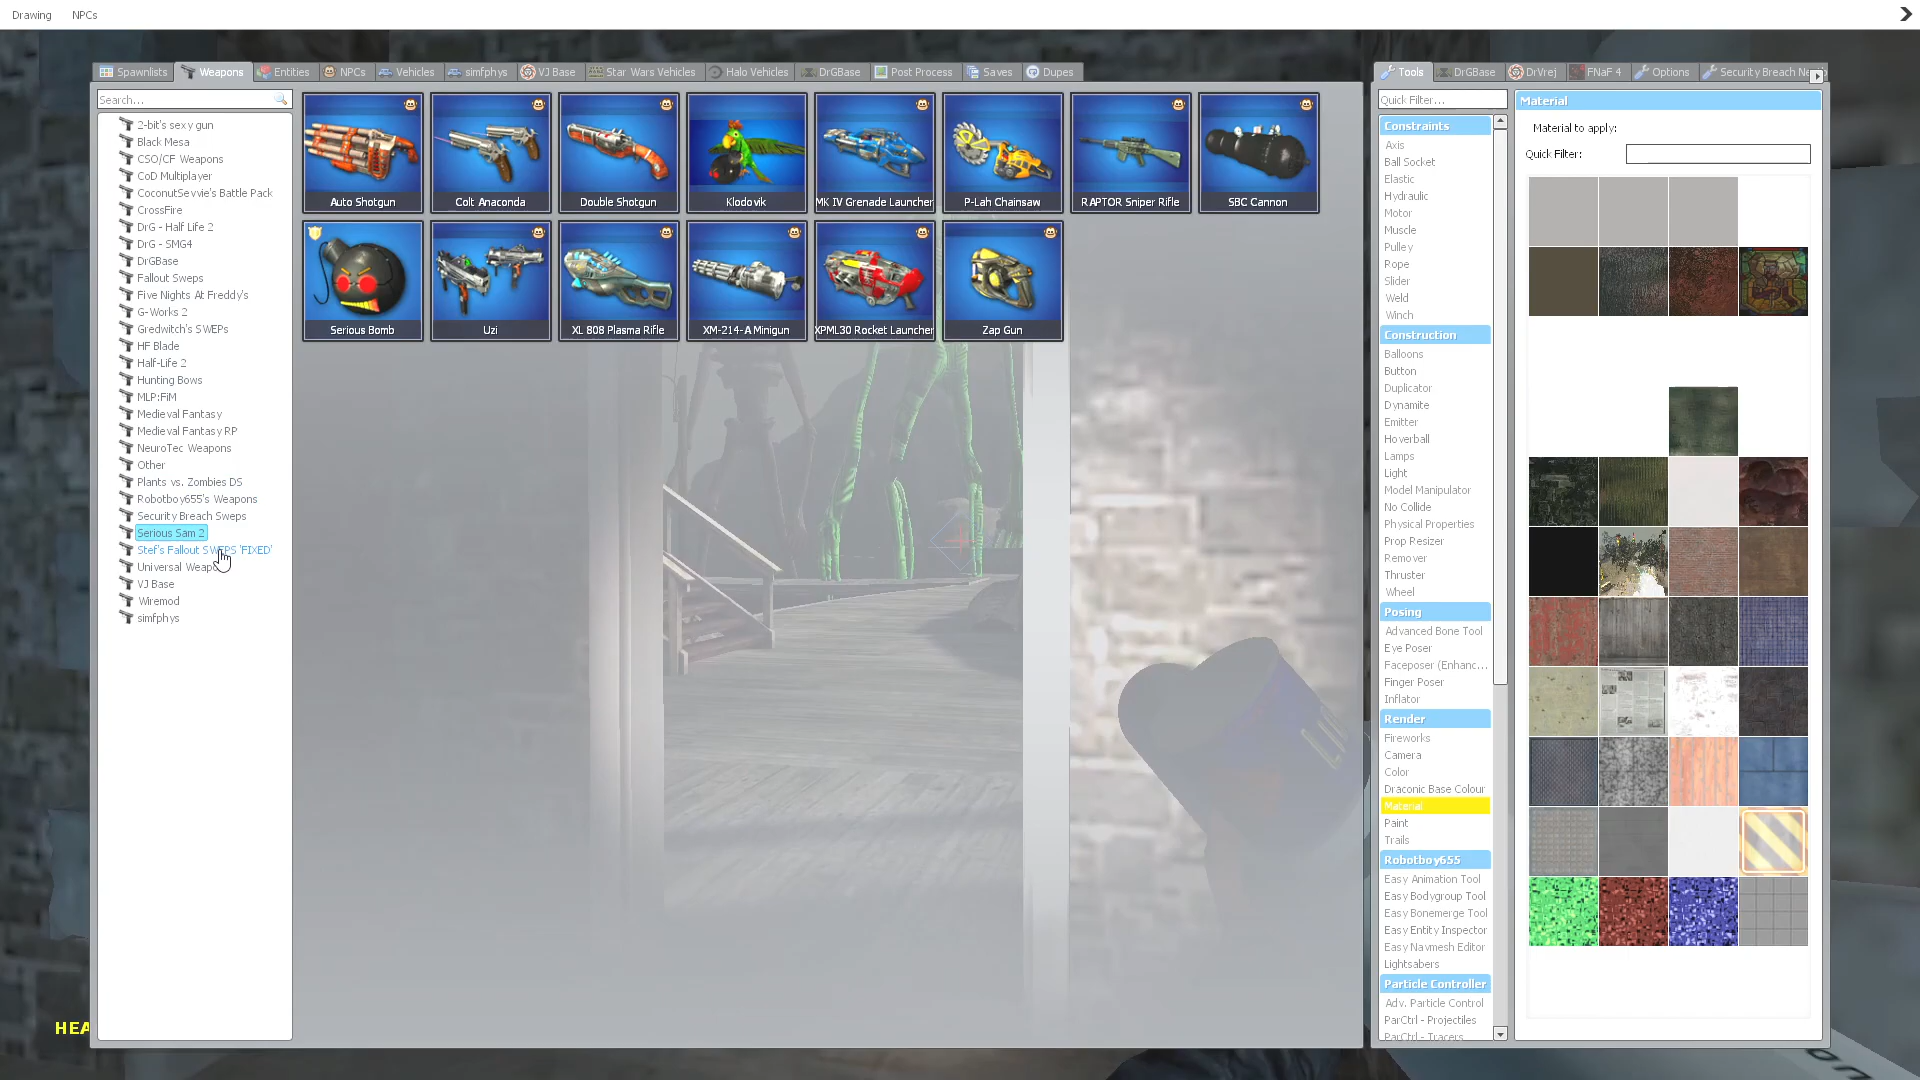 Drawing NPCs
Spawnlists Weapons Entities NPCs Vehicles simfphys VJ Base Star Wars Vehicles Halo Vehicles DrGBase Post Process Saves Dupes
Search...
2-bit's sexy gun
Black Mesa
CSO/CF Weapons
CoD Multiplayer
CoconutSevvie's Battle Pack
CrossFire
DrG - Half Life 2
DrG - SMG4
DrGBase
Fallout Sweps
Five Nights At Freddy's
G-Works 2
Gredwitch's SWEPs
HF Blade
Half-Life 2
Hunting Bows
MLP:FiM
Medieval Fantasy
Medieval Fantasy RP
NeuroTec Weapons
Other
Plants vs. Zombies DS
Robotboy655's Weapons
Security Breach Sweps
Serious Sam 2
Stef's Fallout SWEPS 'FIXED'
Universal Weapo
VJ Base
Wiremod
simfphys
Auto Shotgun Colt Anaconda Double Shotgun Klodovik MK IV Grenade Launcher P-Lah Chainsaw RAPTOR Sniper Rifle SBC Cannon
Serious Bomb Uzi XL 808 Plasma Rifle XM-214-A Minigun XPML30 Rocket Launcher Zap Gun
HEA
Tools DrGBase DrVrej FNaF 4 Options Security Breach Ne
Quick Filter...
Constraints
Axis
Ball Socket
Elastic
Hydraulic
Motor
Muscle
Pulley
Rope
Slider
Weld
Winch
Construction
Balloons
Button
Duplicator
Dynamite
Emitter
Hoverball
Lamps
Light
Model Manipulator
No Collide
Physical Properties
Prop Resizer
Remover
Thruster
Wheel
Posing
Advanced Bone Tool
Eye Poser
Faceposer (Enhanc...
Finger Poser
Inflator
Render
Fireworks
Camera
Color
Draconic Base Colour
Material
Paint
Trails
Robotboy655
Easy Animation Tool
Easy Bodygroup Tool
Easy Bonemerge Tool
Easy Entity Inspector
Easy Navmesh Editor
Lightsabers
Particle Controller
Adv. Particle Control
ParCtrl - Projectiles
ParCtrl - Tracers
Material
Material to apply:
Quick Filter: